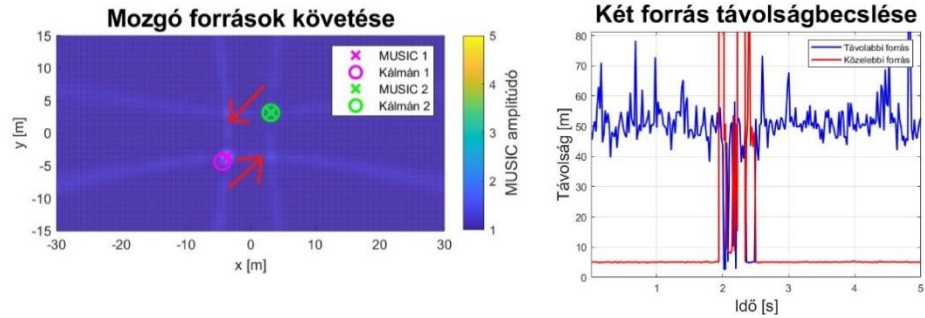 Mozgó források követése
15
10
5
0
-5
-10
-15
y [m]
-30
-20
-10
0
10
20
30
x [m]
MUSIC 1
Kálmán 1
MUSIC 2
Kálmán 2
5
4
3
2
1
MUSIC amplitúdó
Két forrás távolságbecslése
80
70
60
50
40
30
20
10
0
Távolság [m]
1
2
3
4
5
Idő [s]
Távolabbi forrás
Közelebbi forrás